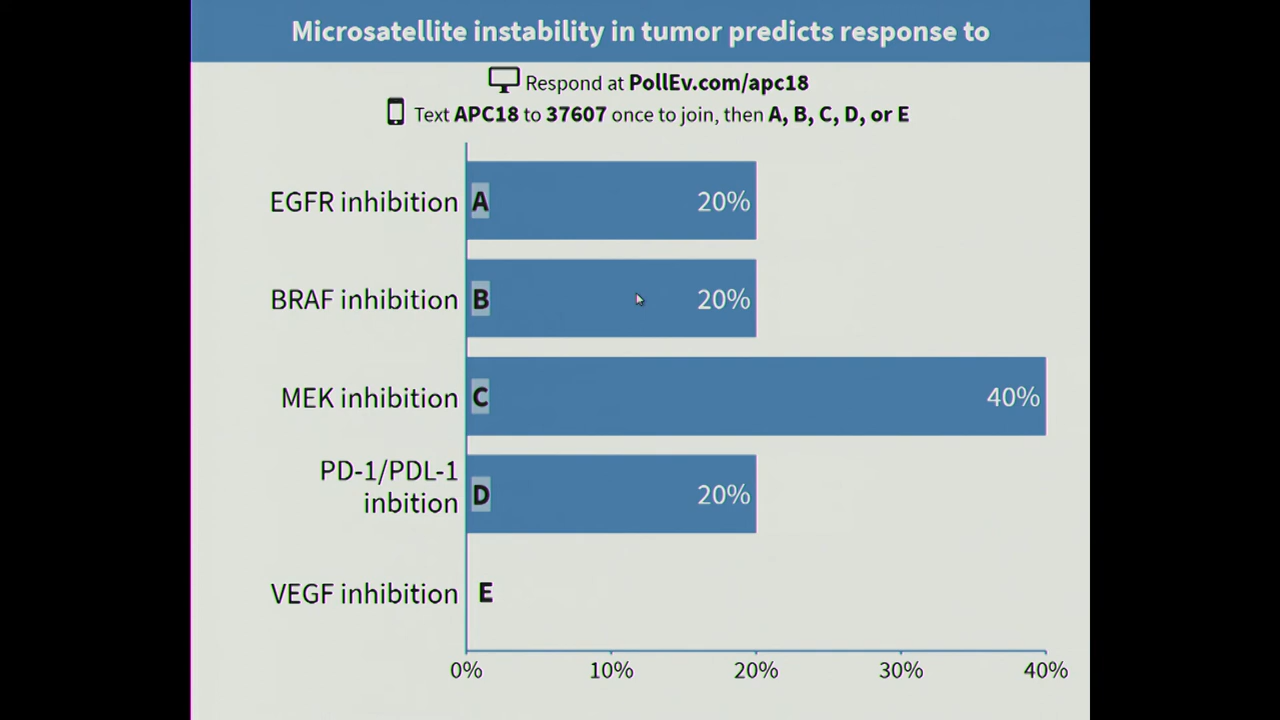 Microsatellite instability in tumor predicts response to
Respond at PollEv.com/apc18
Text APC18 to 37607 once to join, then A, B, C, D, or E
EGFR inhibition A 20%
BRAF inhibition B 20%
MEK inhibition C 40%
PD-1/PDL-1
inbition D 20%
VEGF inhibition E
0% 10% 20% 30% 40%